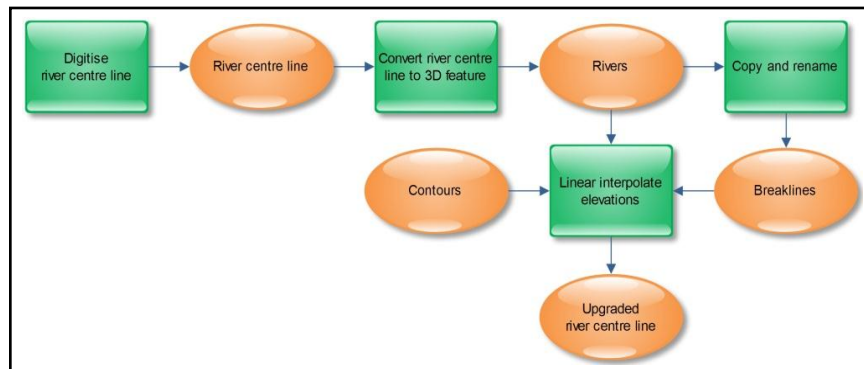 Digitise
river centre line
River centre line
Convert river centre
line to 3D feature
Rivers
Copy and rename
Contours
Linear interpolate
elevations
Breaklines
Upgraded
river centre line